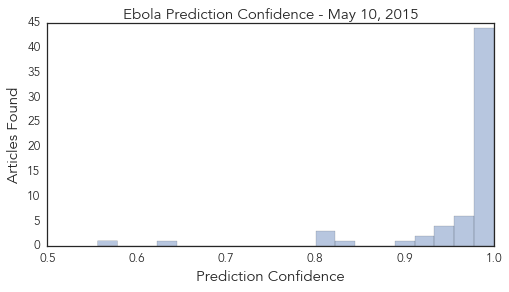 Ebola Prediction Confidence - May 10, 2015
45
40
35
30
25
20
15
10
5
0
Articles Found
0.5 0.6 0.7 0.8 0.9 1.0
Prediction Confidence